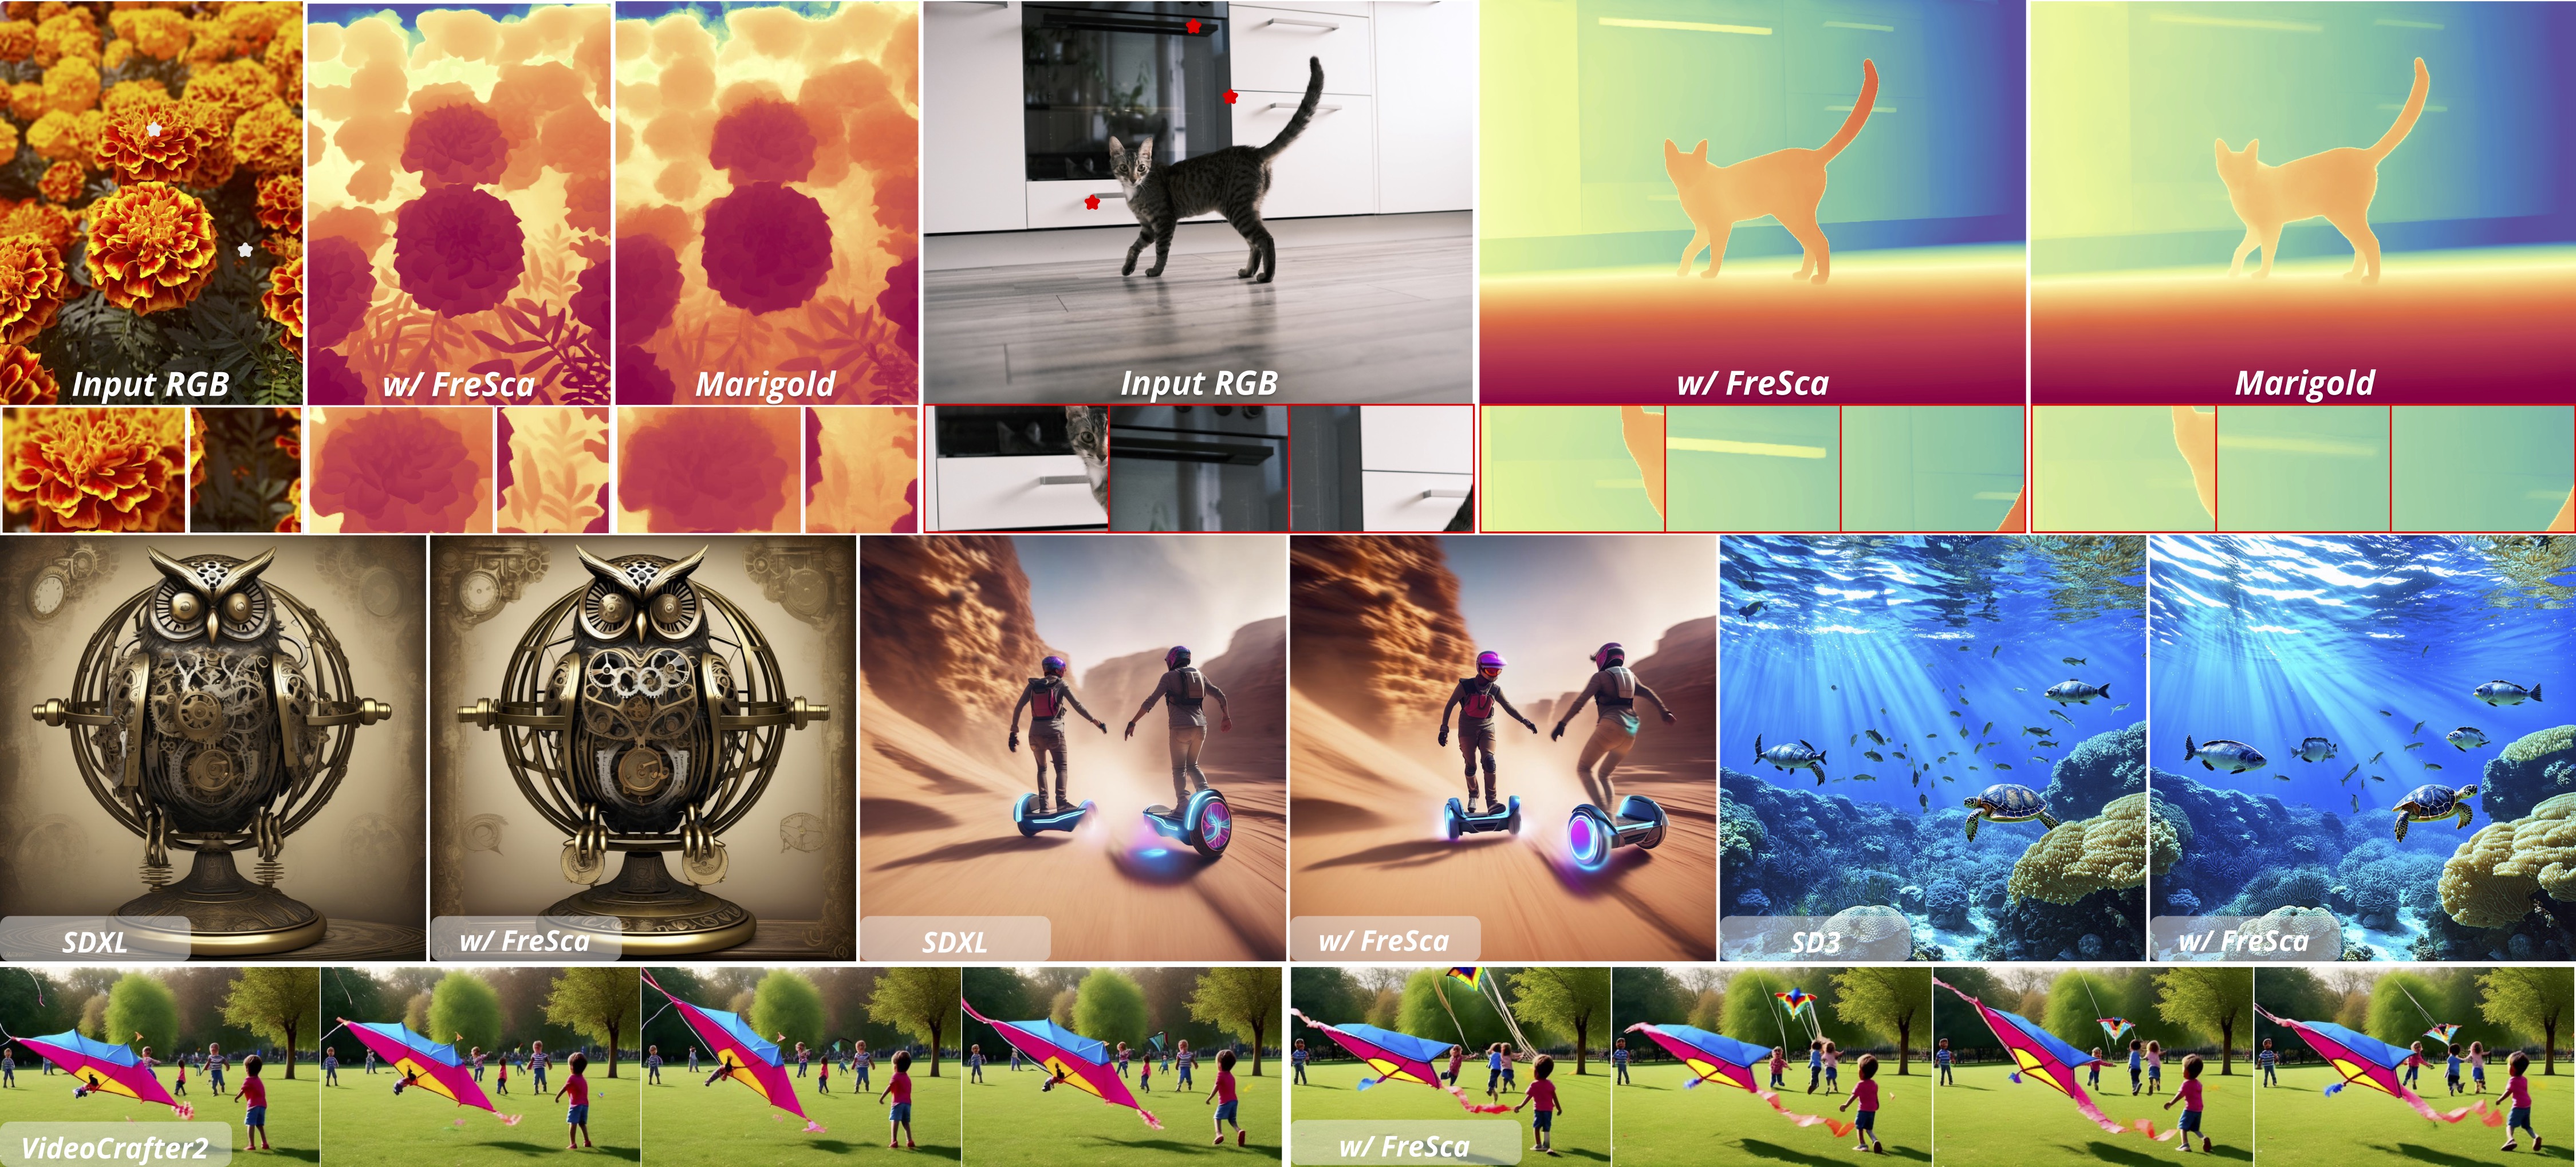 Input RGB
w/ FreSca
Marigold
Input RGB
w/ FreSca
Marigold
SDXL
w/ FreSca
SDXL
w/ FreSca
SD3
w/ FreSca
VideoCrafter2
w/ FreSca